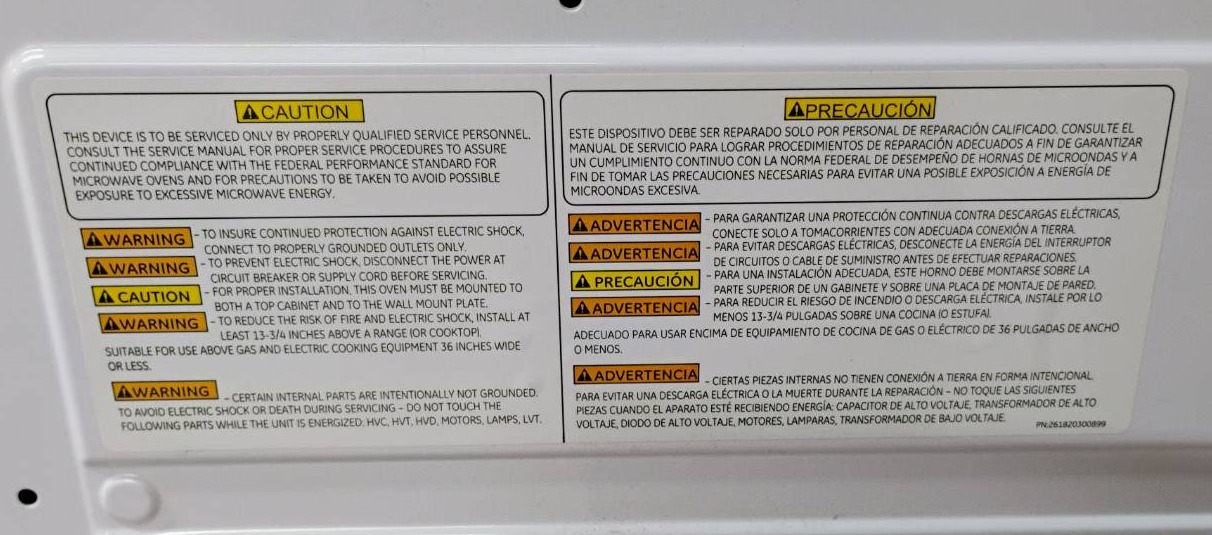 CAUTION
THIS DEVICE IS TO BE SERVICED ONLY BY PROPERLY QUALIFIED SERVICE PERSONNEL.
CONSULT THE SERVICE MANUAL FOR PROPER SERVICE PROCEDURES TO ASSURE
CONTINUED COMPLIANCE WITH THE FEDERAL PERFORMANCE STANDARD FOR
MICROWAVE OVENS AND FOR PRECAUTIONS TO BE TAKEN TO AVOID POSSIBLE
EXPOSURE TO EXCESSIVE MICROWAVE ENERGY.
WARNING – TO INSURE CONTINUED PROTECTION AGAINST ELECTRIC SHOCK,
CONNECT TO PROPERLY GROUNDED OUTLETS ONLY.
WARNING – TO PREVENT ELECTRIC SHOCK, DISCONNECT THE POWER AT
CIRCUIT BREAKER OR SUPPLY CORD BEFORE SERVICING.
CAUTION – FOR PROPER INSTALLATION, THIS OVEN MUST BE MOUNTED TO
BOTH A TOP CABINET AND TO THE WALL MOUNT PLATE.
WARNING – TO REDUCE THE RISK OF FIRE AND ELECTRIC SHOCK, INSTALL AT
LEAST 13-3/4 INCHES ABOVE A RANGE (OR COOKTOP).
SUITABLE FOR USE ABOVE GAS AND ELECTRIC COOKING EQUIPMENT 36 INCHES WIDE
OR LESS.
WARNING – CERTAIN INTERNAL PARTS ARE INTENTIONALLY NOT GROUNDED.
TO AVOID ELECTRIC SHOCK OR DEATH DURING SERVICING – DO NOT TOUCH THE
FOLLOWING PARTS WHILE THE UNIT IS ENERGIZED: HVC, HVT, HVD, MOTORS, LAMPS, LVT.
PRECAUCIÓN
ESTE DISPOSITIVO DEBE SER REPARADO SOLO POR PERSONAL DE REPARACIÓN CALIFICADO. CONSULTE EL
MANUAL DE SERVICIO PARA LOGRAR PROCEDIMIENTOS DE REPARACIÓN ADECUADOS A FIN DE GARANTIZAR
UN CUMPLIMIENTO CONTINUO CON LA NORMA FEDERAL DE DESEMPEÑO DE HORNAS DE MICROONDAS Y A
FIN DE TOMAR LAS PRECAUCIONES NECESARIAS PARA EVITAR UNA POSIBLE EXPOSICIÓN A ENERGÍA DE
MICROONDAS EXCESIVA.
ADVERTENCIA – PARA GARANTIZAR UNA PROTECCIÓN CONTINUA CONTRA DESCARGAS ELÉCTRICAS,
CONECTE SOLO A TOMACORRIENTES CON ADECUADA CONEXIÓN A TIERRA.
ADVERTENCIA – PARA EVITAR DESCARGAS ELÉCTRICAS, DESCONECTE LA ENERGÍA DEL INTERRUPTOR
DE CIRCUITOS O CABLE DE SUMINISTRO ANTES DE EFECTUAR REPARACIONES.
PRECAUCIÓN – PARA UNA INSTALACIÓN ADECUADA, ESTE HORNO DEBE MONTARSE SOBRE LA
PARTE SUPERIOR DE UN GABINETE Y SOBRE UNA PLACA DE MONTAJE DE PARED.
ADVERTENCIA – PARA REDUCIR EL RIESGO DE INCENDIO O DESCARGA ELÉCTRICA, INSTALE POR LO
MENOS 13-3/4 PULGADAS SOBRE UNA COCINA (O ESTUFA).
ADECUADO PARA USAR ENCIMA DE EQUIPAMIENTO DE COCINA DE GAS O ELÉCTRICO DE 36 PULGADAS DE ANCHO
O MENOS.
ADVERTENCIA – CIERTAS PIEZAS INTERNAS NO TIENEN CONEXIÓN A TIERRA EN FORMA INTENCIONAL.
PARA EVITAR UNA DESCARGA ELÉCTRICA O LA MUERTE DURANTE LA REPARACIÓN – NO TOQUE LAS SIGUIENTES
PIEZAS CUANDO EL APARATO ESTÉ RECIBIENDO ENERGÍA: CAPACITOR DE ALTO VOLTAJE, TRANSFORMADOR DE ALTO
VOLTAJE, DIODO DE ALTO VOLTAJE, MOTORES, LAMPARAS, TRANSFORMADOR DE BAJO VOLTAJE.
PN:261820300899